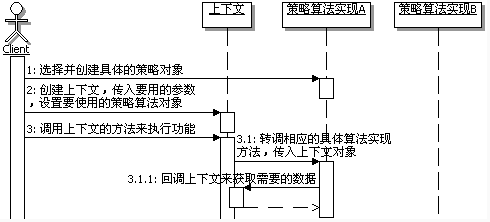 上下文
策略算法实现A
策略算法实现B
Client
1: 选择并创建具体的策略对象
2: 创建上下文，传入要用的参数
,设置要使用的策略算法对象
3: 调用上下文的方法来执行功能
3.1: 转调相应的具体算法实现
方法，传入上下文对象
3.1.1: 回调上下文来获取需要的数据